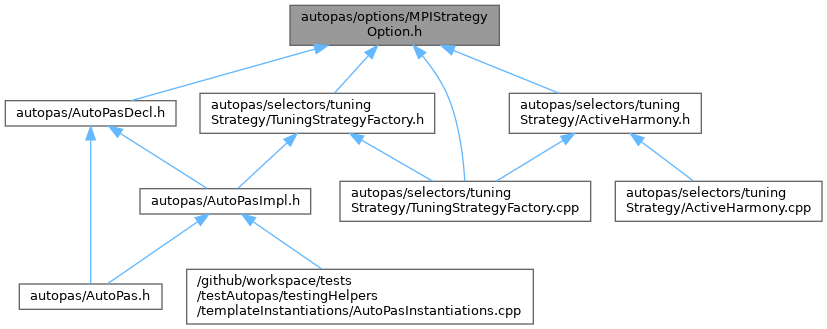 autopas/options/MPIStrategy
Option.h
autopas/AutoPasDecl.h
autopas/selectors/tuning
Strategy/TuningStrategyFactory.h
autopas/selectors/tuning
Strategy/ActiveHarmony.h
autopas/AutoPasImpl.h
autopas/selectors/tuning
Strategy/TuningStrategyFactory.cpp
autopas/selectors/tuning
Strategy/ActiveHarmony.cpp
autopas/AutoPas.h
/github/workspace/tests
/testAutopas/testingHelpers
/templateInstantiations/AutoPasInstantiations.cpp